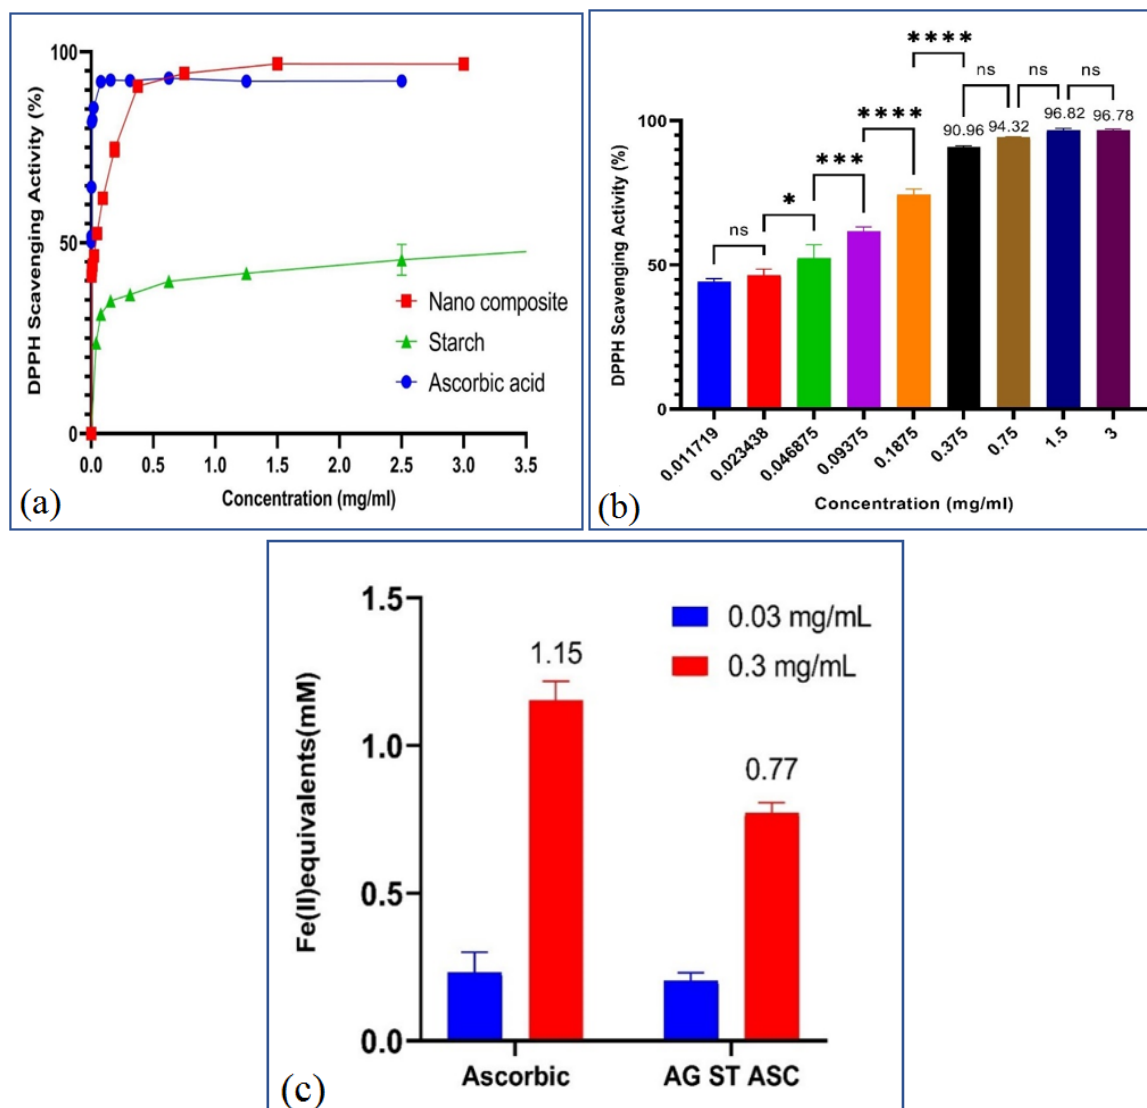 100
50
0
DPPH Scavenging Activity (%)
Nano composite
Starch
Ascorbic acid
0.0 0.5 1.0 1.5 2.0 2.5 3.0 3.5
Concentration (mg/ml)
(a)
****
ns ns ns
****
***
*
ns
90.96 94.32 96.82 96.78
100
50
0
DPPH Scavenging Activity (%)
0.011719 0.023438 0.046875 0.09375 0.1875 0.375 0.75 1.5 3
Concentration (mg/ml)
(b)
1.5
1.0
0.5
0.0
Fe(II)equivalents(mM)
0.03 mg/mL
0.3 mg/mL
1.15
0.77
Ascorbic AG ST ASC
(c)